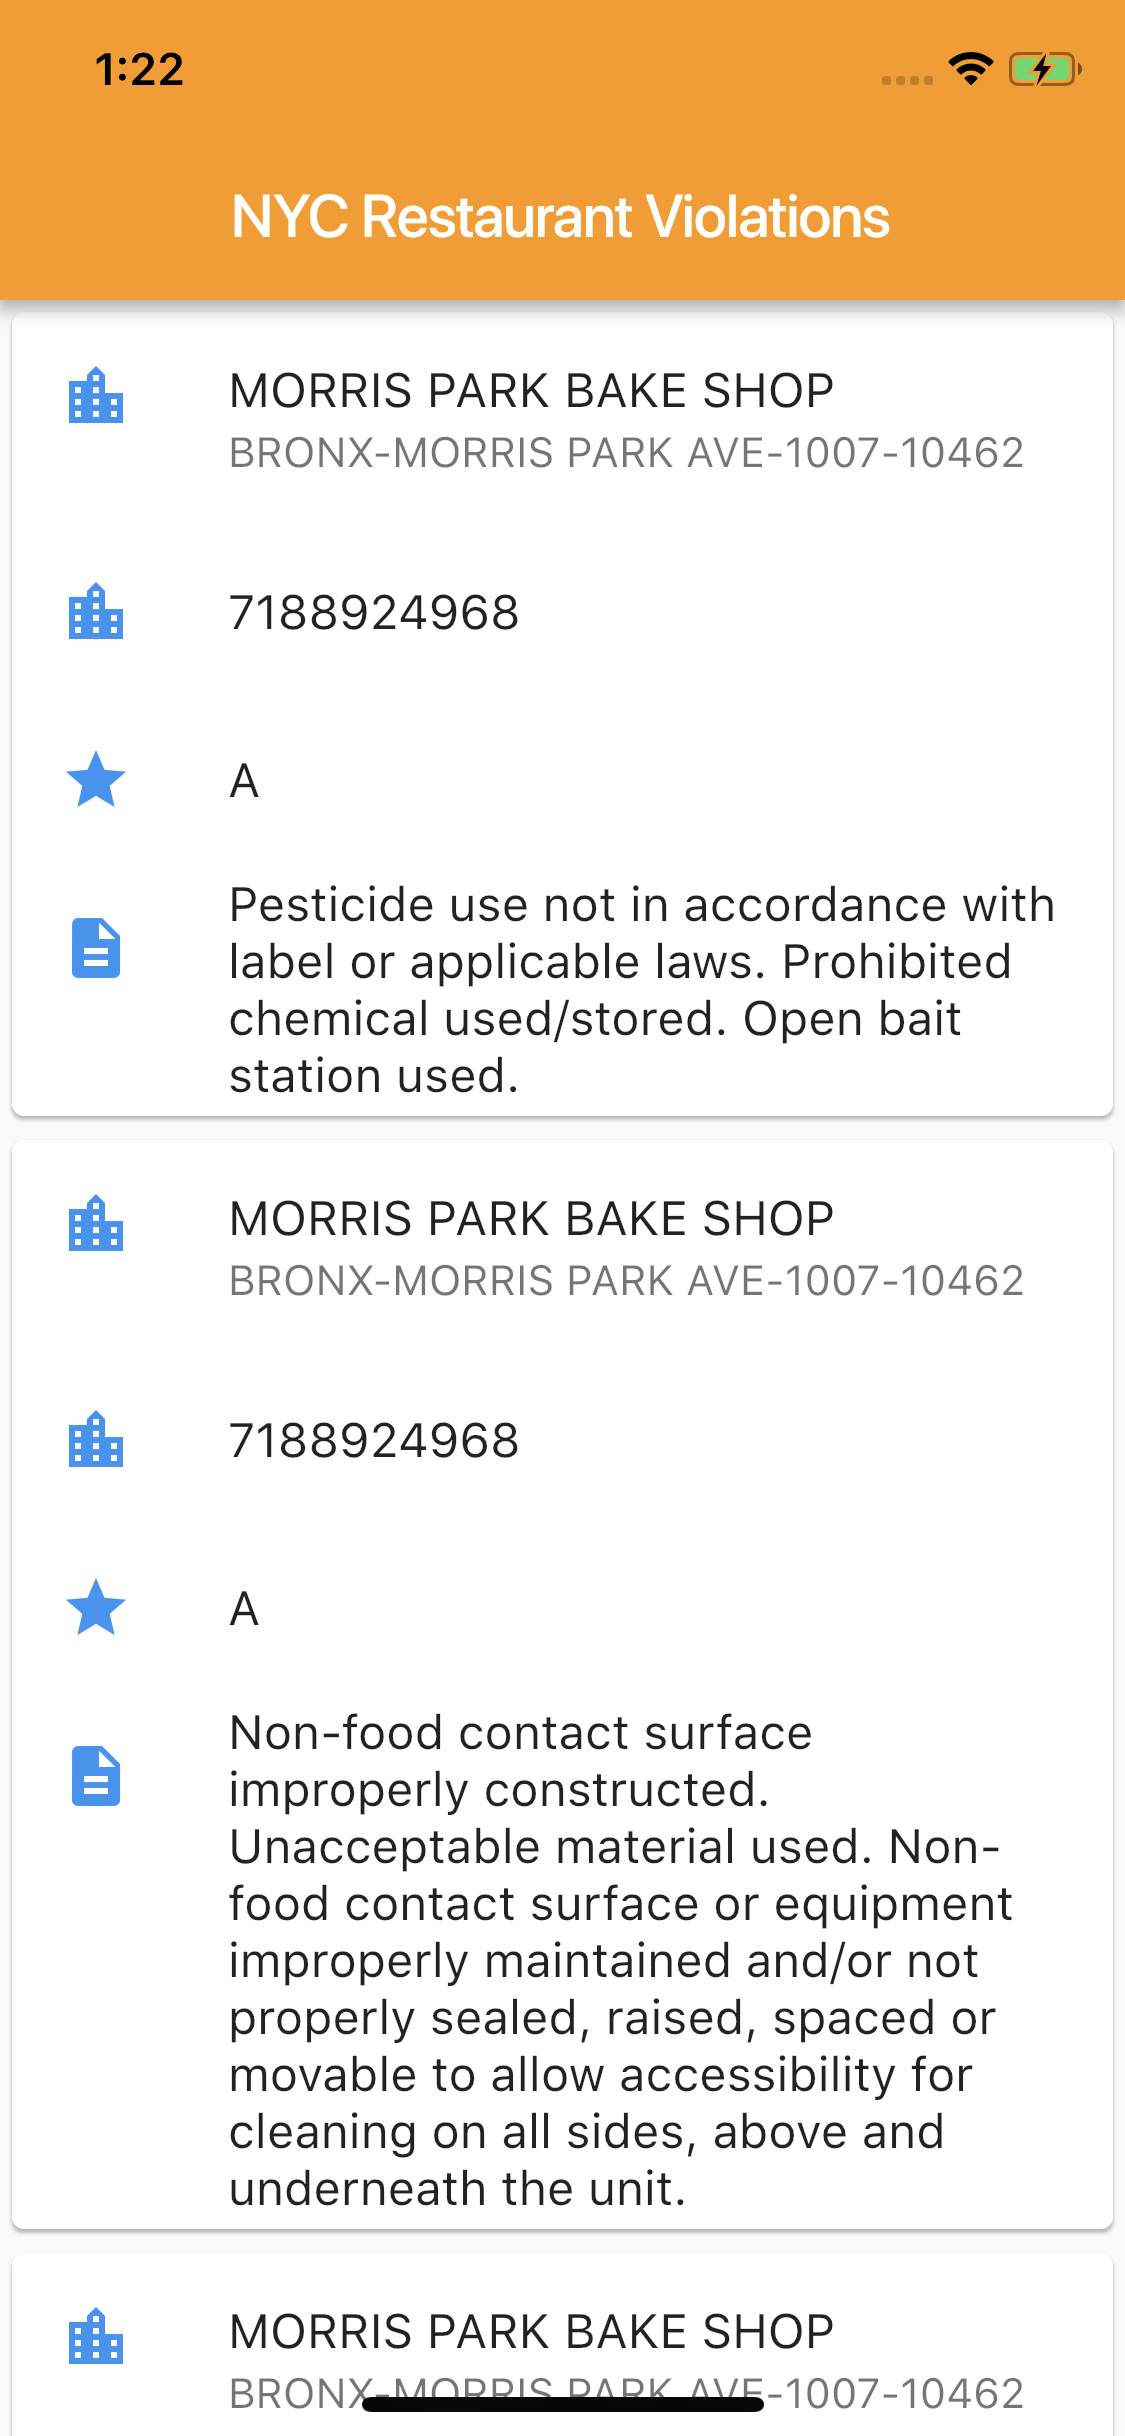 1:22
NYC Restaurant Violations
MORRIS PARK BAKE SHOP
BRONX-MORRIS PARK AVE-1007-10462
7188924968
A
Pesticide use not in accordance with
label or applicable laws. Prohibited
chemical used/stored. Open bait
station used.
MORRIS PARK BAKE SHOP
BRONX-MORRIS PARK AVE-1007-10462
7188924968
A
Non-food contact surface
improperly constructed.
Unacceptable material used. Non-
food contact surface or equipment
improperly maintained and/or not
properly sealed, raised, spaced or
movable to allow accessibility for
cleaning on all sides, above and
underneath the unit.
MORRIS PARK BAKE SHOP
BRONX-MORRIS PARK AVE-1007-10462